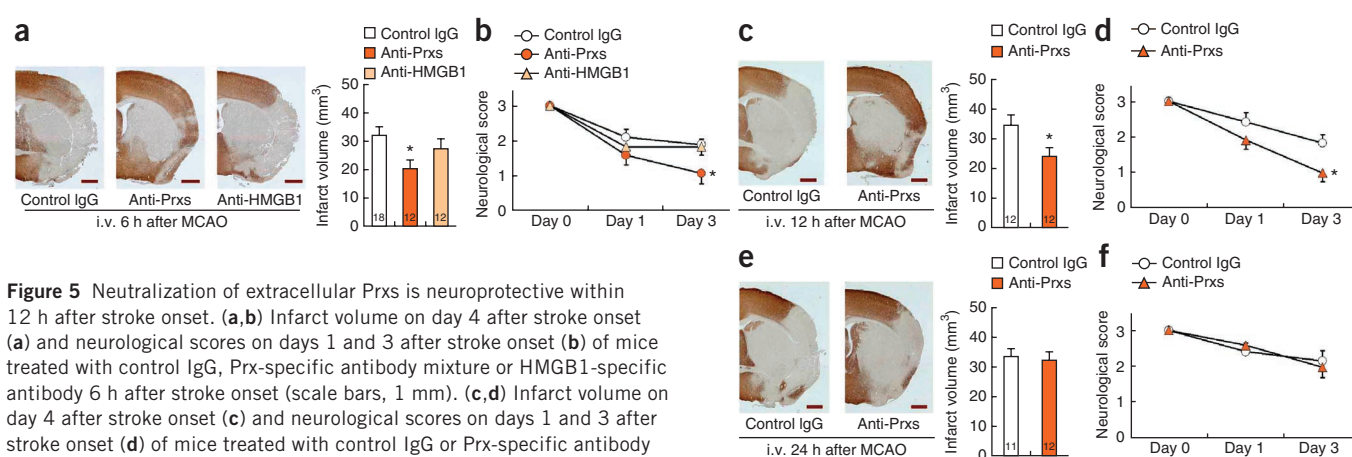 a
Control IgG
Anti-Prxs
Anti-HMGB1
Control IgG
Anti-Prxs
Anti-HMGB1
i.v. 6 h after MCAO
Infarct volume (mm³)
50
40
30
20
10
0
*
18
12
12
b
Control IgG
Anti-Prxs
Anti-HMGB1
Neurological score
3
2
1
0
*
Day 0
Day 1
Day 3
c
Control IgG
Anti-Prxs
Control IgG
Anti-Prxs
i.v. 12 h after MCAO
Infarct volume (mm³)
50
40
30
20
10
0
*
12
12
d
Control IgG
Anti-Prxs
Neurological score
3
2
1
0
*
Day 0
Day 1
Day 3
e
Control IgG
Anti-Prxs
Control IgG
Anti-Prxs
i.v. 24 h after MCAO
Infarct volume (mm³)
50
40
30
20
10
0
11
12
f
Control IgG
Anti-Prxs
Neurological score
3
2
1
0
Day 0
Day 1
Day 3
Figure 5 Neutralization of extracellular Prxs is neuroprotective within
12 h after stroke onset. (a,b) Infarct volume on day 4 after stroke onset
(a) and neurological scores on days 1 and 3 after stroke onset (b) of mice
treated with control IgG, Prx-specific antibody mixture or HMGB1-specific
antibody 6 h after stroke onset (scale bars, 1 mm). (c,d) Infarct volume on
day 4 after stroke onset (c) and neurological scores on days 1 and 3 after
stroke onset (d) of mice treated with control IgG or Prx-specific antibody